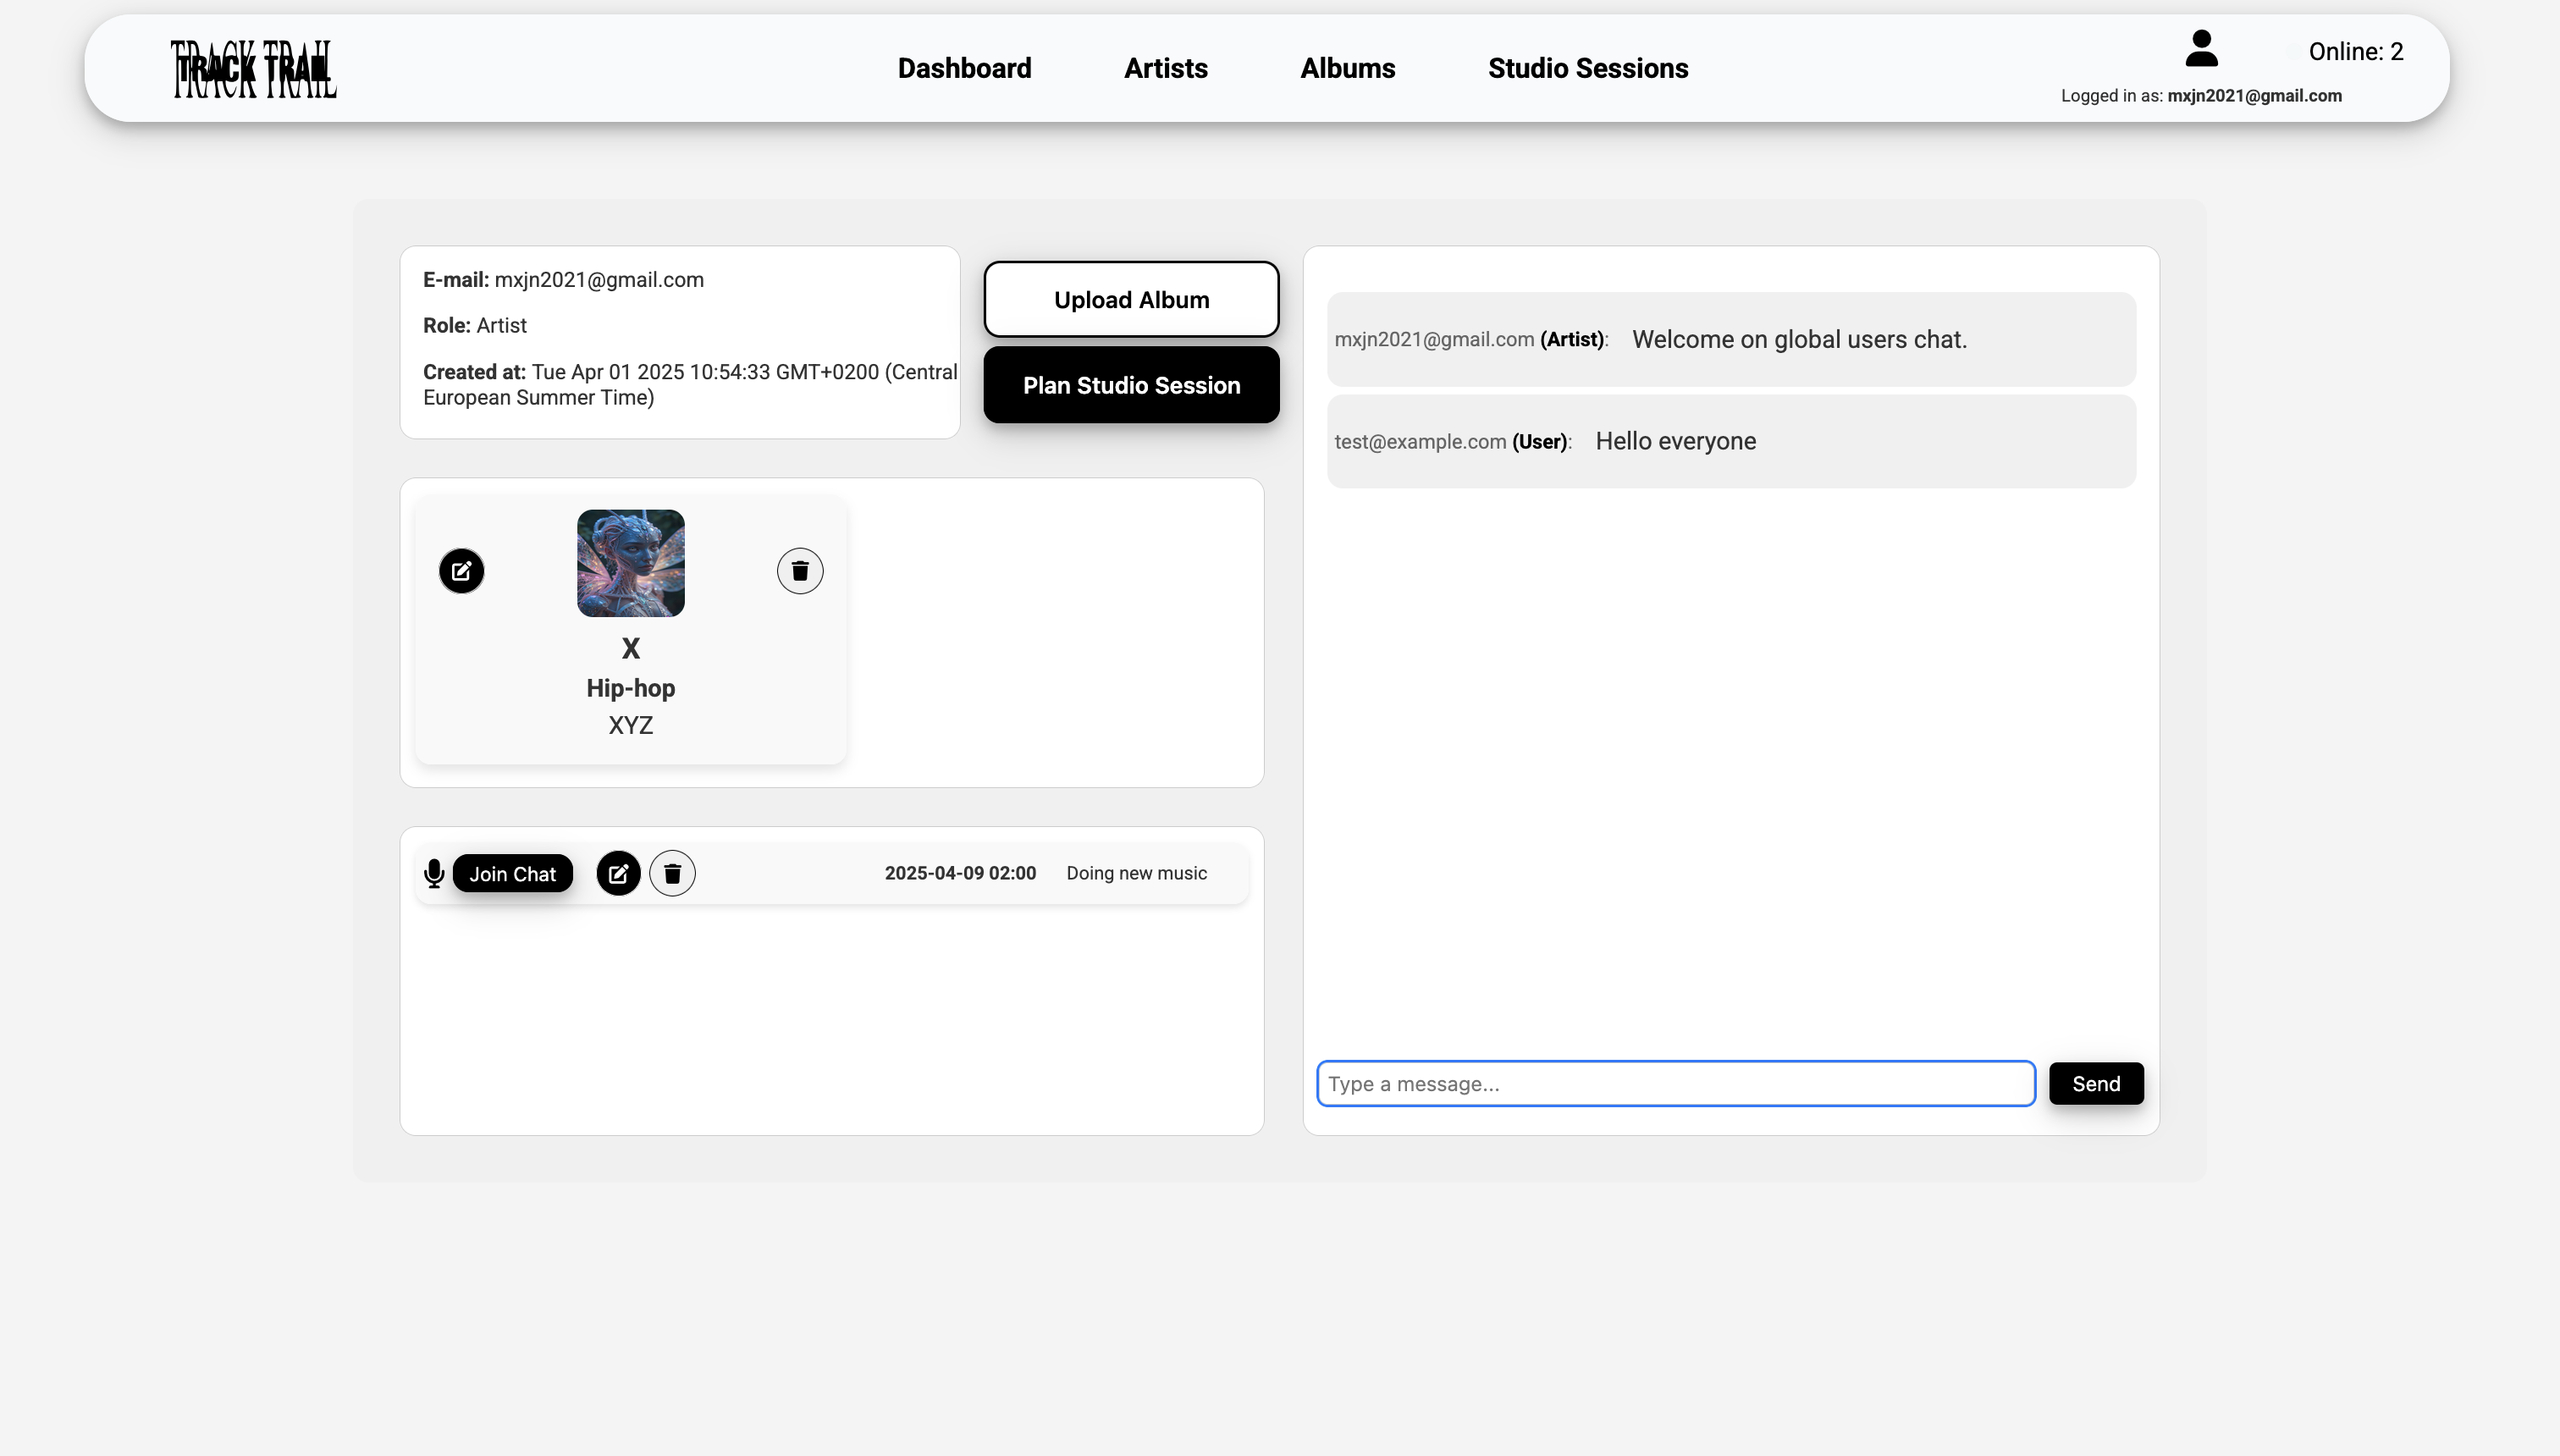 TRACK TRAIL
TRACK TRAIL
Dashboard
Artists
Albums
Studio Sessions
Online: 2
Logged in as: mxjn2021@gmail.com
E-mail: mxjn2021@gmail.com
Role: Artist
Created at: Tue Apr 01 2025 10:54:33 GMT+0200 (Central
European Summer Time)
Upload Album
Plan Studio Session
X
Hip-hop
XYZ
Join Chat
2025-04-09 02:00
Doing new music
mxjn2021@gmail.com (Artist): Welcome on global users chat.
test@example.com (User): Hello everyone
Type a message...
Send